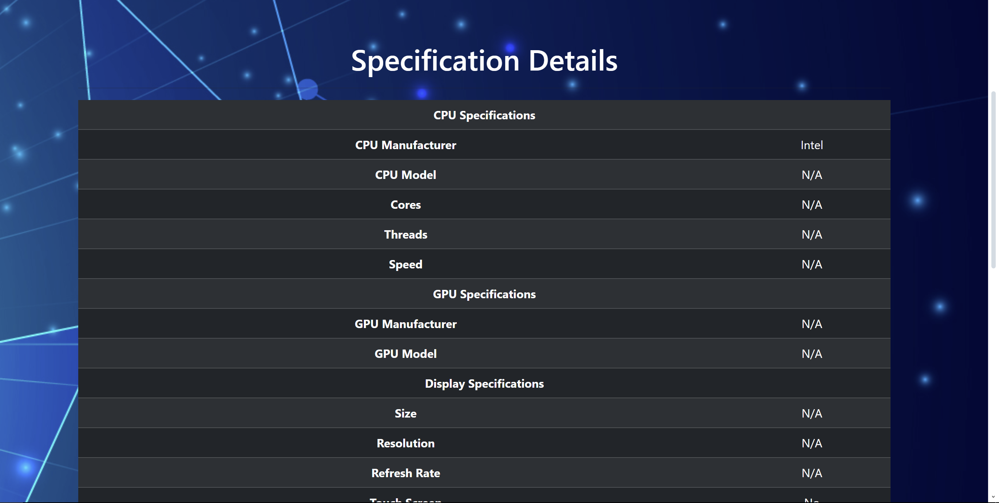 Specification Details
CPU Specifications
CPU Manufacturer Intel
CPU Model N/A
Cores N/A
Threads N/A
Speed N/A
GPU Specifications
GPU Manufacturer N/A
GPU Model N/A
Display Specifications
Size N/A
Resolution N/A
Refresh Rate N/A
Touch Screen No